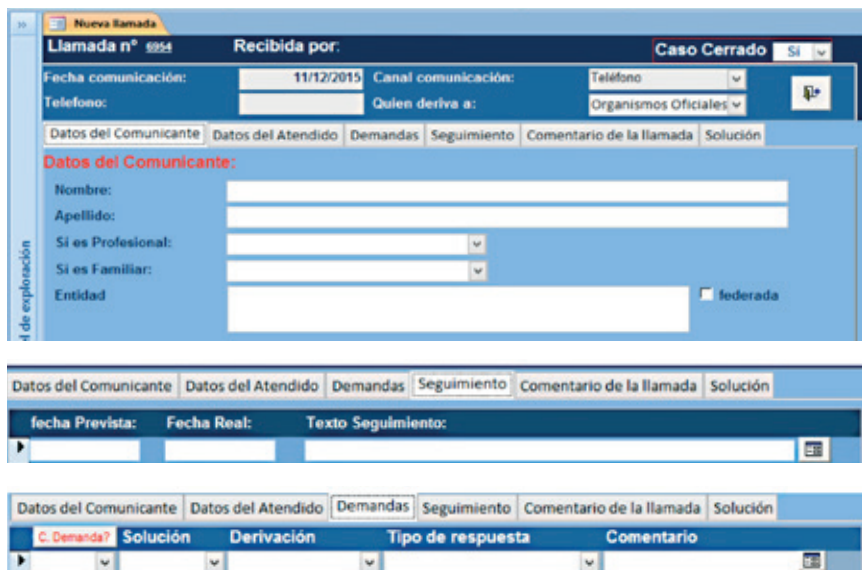 Nueva llamada
Llamada nº 6954 Recibida por: Caso Cerrado Sí
Fecha comunicación: 11/12/2015 Canal comunicación: Teléfono
Telefono: Quien deriva a: Organismos Oficiales
Datos del Comunicante Datos del Atendido Demandas Seguimiento Comentario de la llamada Solución
Datos del Comunicante:
Nombre:
Apellido:
Si es Profesional:
Si es Familiar:
Entidad federada
l de exploración
Datos del Comunicante Datos del Atendido Demandas Seguimiento Comentario de la llamada Solución
fecha Prevista: Fecha Real: Texto Seguimiento:
Datos del Comunicante Datos del Atendido Demandas Seguimiento Comentario de la llamada Solución
C. Demanda? Solución Derivación Tipo de respuesta Comentario